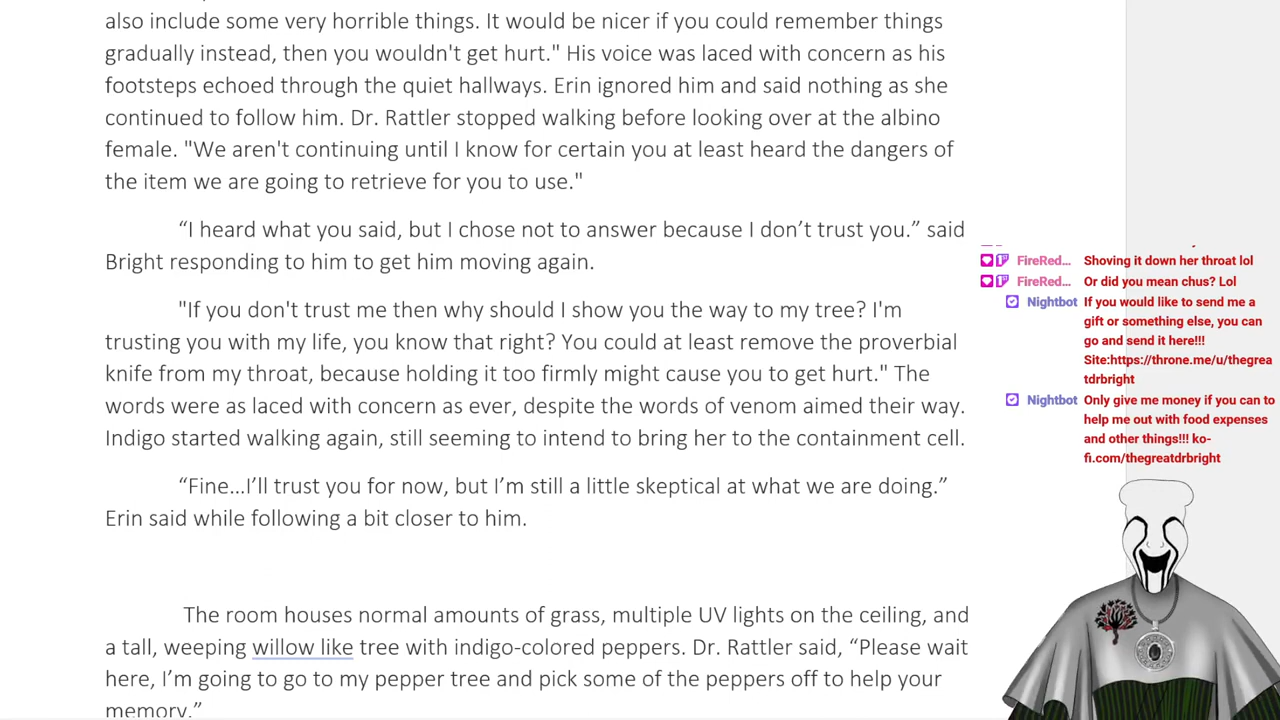 also include some very horrible things. It would be nicer if you could remember things
gradually instead, then you wouldn't get hurt." His voice was laced with concern as his
footsteps echoed through the quiet hallways. Erin ignored him and said nothing as she
continued to follow him. Dr. Rattler stopped walking before looking over at the albino
female. "We aren't continuing until I know for certain you at least heard the dangers of
the item we are going to retrieve for you to use."
“I heard what you said, but I chose not to answer because I don’t trust you.” said
Bright responding to him to get him moving again.
"If you don't trust me then why should I show you the way to my tree? I'm
trusting you with my life, you know that right? You could at least remove the proverbial
knife from my throat, because holding it too firmly might cause you to get hurt." The
words were as laced with concern as ever, despite the words of venom aimed their way.
Indigo started walking again, still seeming to intend to bring her to the containment cell.
“Fine…I’ll trust you for now, but I’m still a little skeptical at what we are doing.”
Erin said while following a bit closer to him.
The room houses normal amounts of grass, multiple UV lights on the ceiling, and
a tall, weeping willow like tree with indigo-colored peppers. Dr. Rattler said, “Please wait
here, I’m going to go to my pepper tree and pick some of the peppers off to help your
memory.”
FireRed... Shoving it down her throat lol
FireRed... Or did you mean chus? Lol
Nightbot If you would like to send me a
gift or something else, you can
go and send it here!!!
Site:https://throne.me/u/thegrea
tdrbright
Nightbot Only give me money if you can to
help me out with food expenses
and other things!!! ko-
fi.com/thegreatdrbright